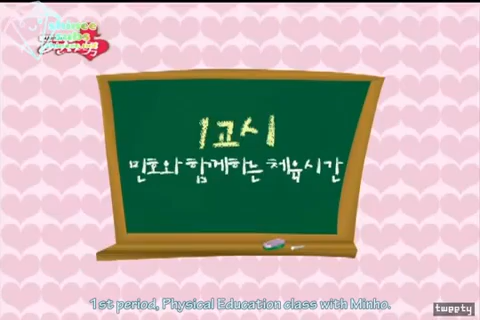 1교시
민호와 함께하는 체육시간
1st period, Physical Education class with Minho.
tweety